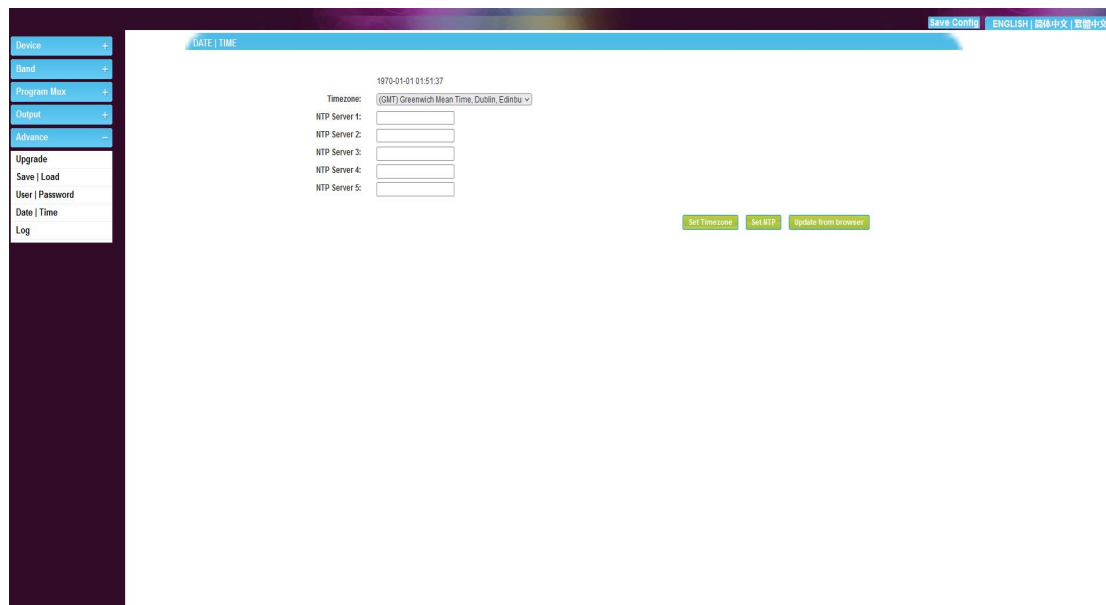 Save Config ENGLISH | 简体中文 | 繁體中文
Device +
Band +
Program Mux +
Output +
Advance −
Upgrade
Save | Load
User | Password
Date | Time
Log
DATE | TIME
1970-01-01 01:51:37
Timezone: (GMT) Greenwich Mean Time, Dublin, Edinbu
NTP Server 1:
NTP Server 2:
NTP Server 3:
NTP Server 4:
NTP Server 5:
Set Timezone Set NTP Update from browser